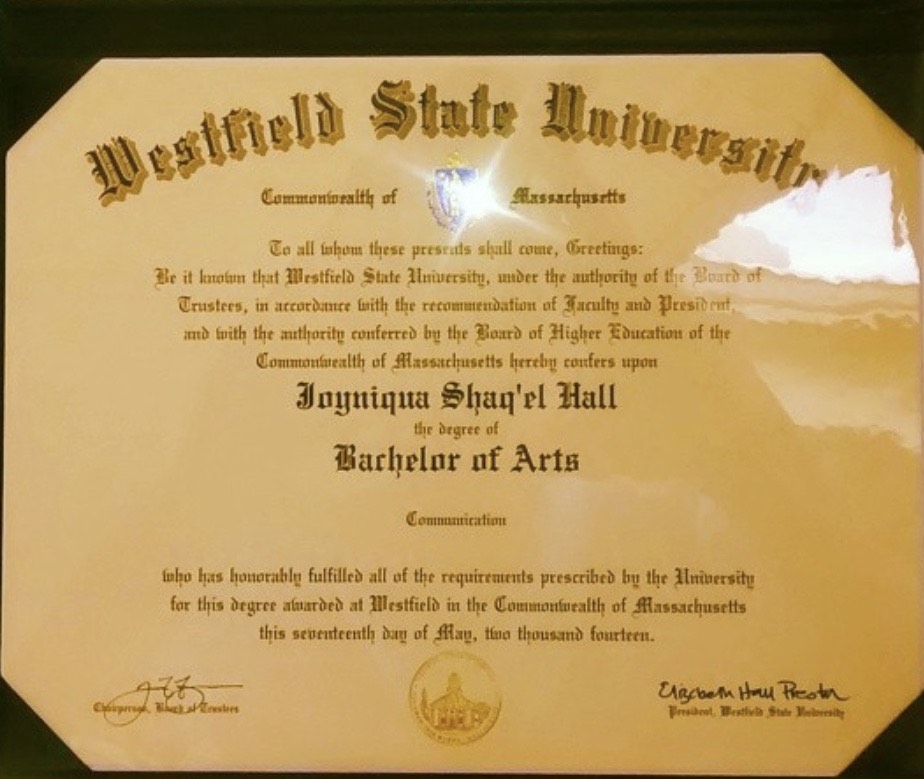 Westfield State University
Commonwealth of Massachusetts
To all whom these presents shall come, Greetings:
Be it known that Westfield State University, under the authority of the Board of
Trustees, in accordance with the recommendation of Faculty and President,
and with the authority conferred by the Board of Higher Education of the
Commonwealth of Massachusetts hereby confers upon
Joyniqua Shaq'el Hall
the degree of
Bachelor of Arts
Communication
who has honorably fulfilled all of the requirements prescribed by the University
for this degree awarded at Westfield in the Commonwealth of Massachusetts
this seventeenth day of May, two thousand fourteen.
Elizabeth Hall Preston
Chairperson, Board of Trustees
President, Westfield State University